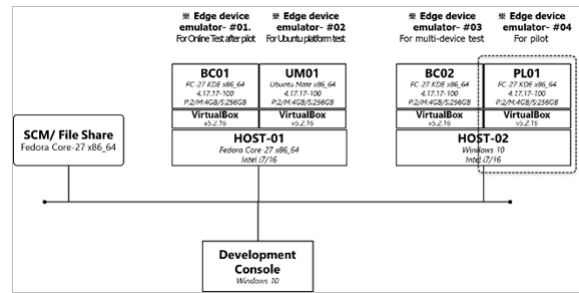 ※ Edge device
emulator- #01.
For Online Test after pilot
※ Edge device
emulator- #02
For Ubuntu platform test
※ Edge device
emulator- #03
For multi-device test
※ Edge device
emulator- #04
For pilot
BC01
FC-27 KDE x86_64
4.17.17-100
P:2/M:4GB/S:256GB
VirtualBox
v5.2.16
UM01
Ubuntu Mate x86_64
4.17.17-100
P:2/M:4GB/S:256GB
VirtualBox
v5.2.16
HOST-01
Fedora Core-27 x86_64
Intel i7/16
BC02
FC-27 KDE x86_64
4.17.17-100
P:2/M:4GB/S:256GB
VirtualBox
v5.2.16
PL01
FC-27 KDE x86_64
4.17.17-100
P:2/M:4GB/S:256GB
VirtualBox
v5.2.16
HOST-02
Windows 10
Intel i7/16
SCM/ File Share
Fedora Core-27 x86_64
Development
Console
Windows 10